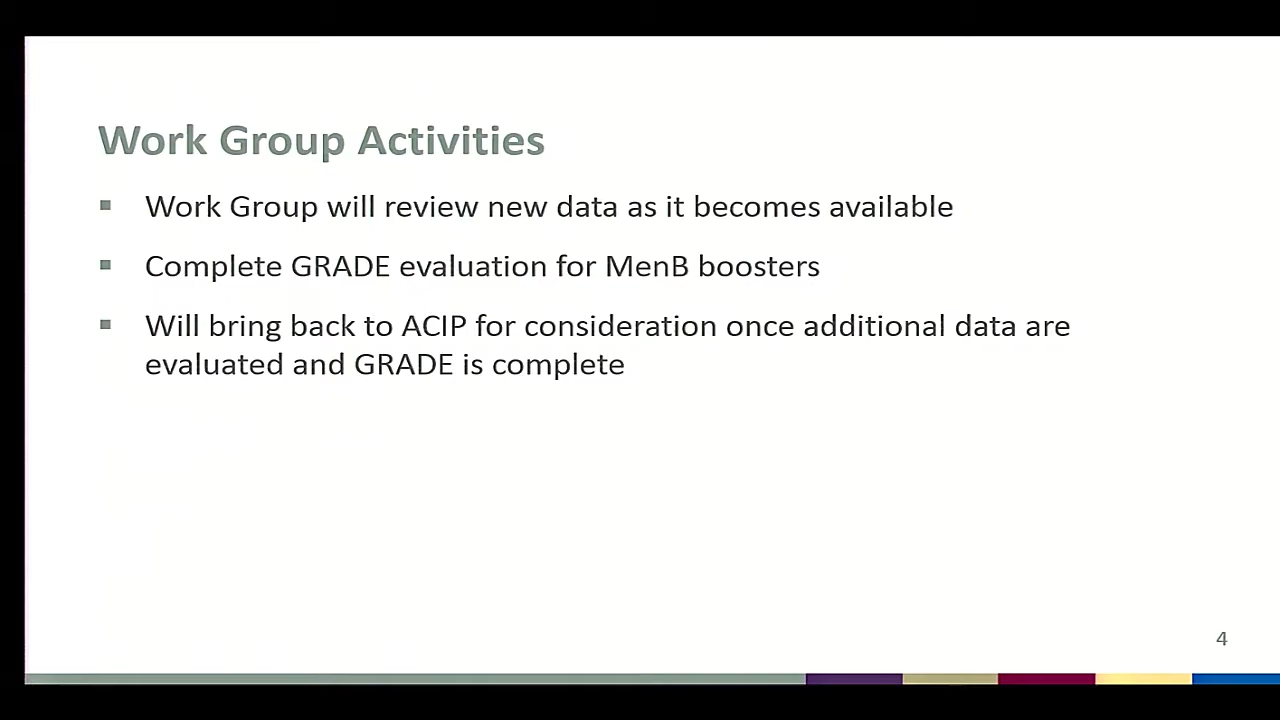 Work Group Activities
Work Group will review new data as it becomes available
Complete GRADE evaluation for MenB boosters
Will bring back to ACIP for consideration once additional data are
evaluated and GRADE is complete
4